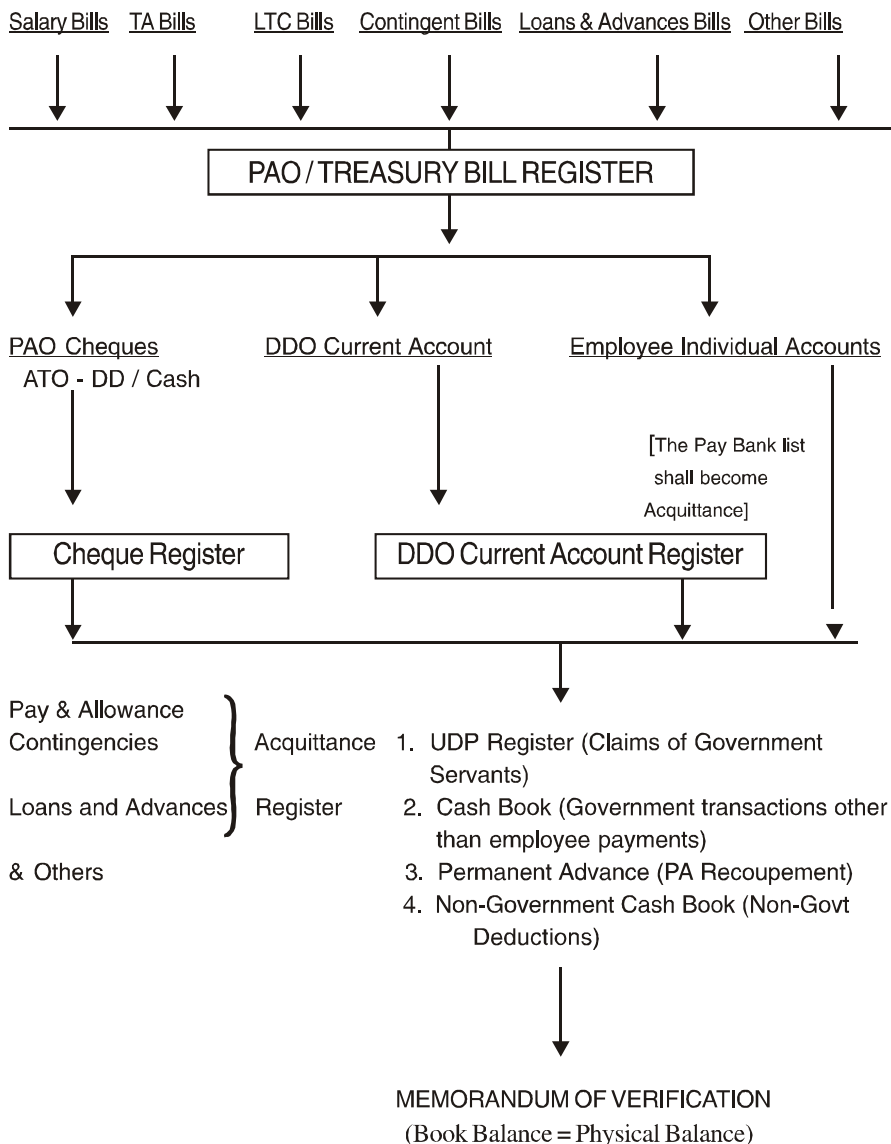 Salary Bills TA Bills LTC Bills Contingent Bills Loans & Advances Bills Other Bills
PAO / TREASURY BILL REGISTER
PAO Cheques DDO Current Account Employee Individual Accounts
ATO - DD / Cash
[The Pay Bank list
shall become
Acquittance]
Cheque Register DDO Current Account Register
Pay & Allowance
Contingencies Acquittance
Loans and Advances Register
& Others
1. UDP Register (Claims of Government
Servants)
2. Cash Book (Government transactions other
than employee payments)
3. Permanent Advance (PA Recoupement)
4. Non-Government Cash Book (Non-Govt
Deductions)
MEMORANDUM OF VERIFICATION
(Book Balance = Physical Balance)